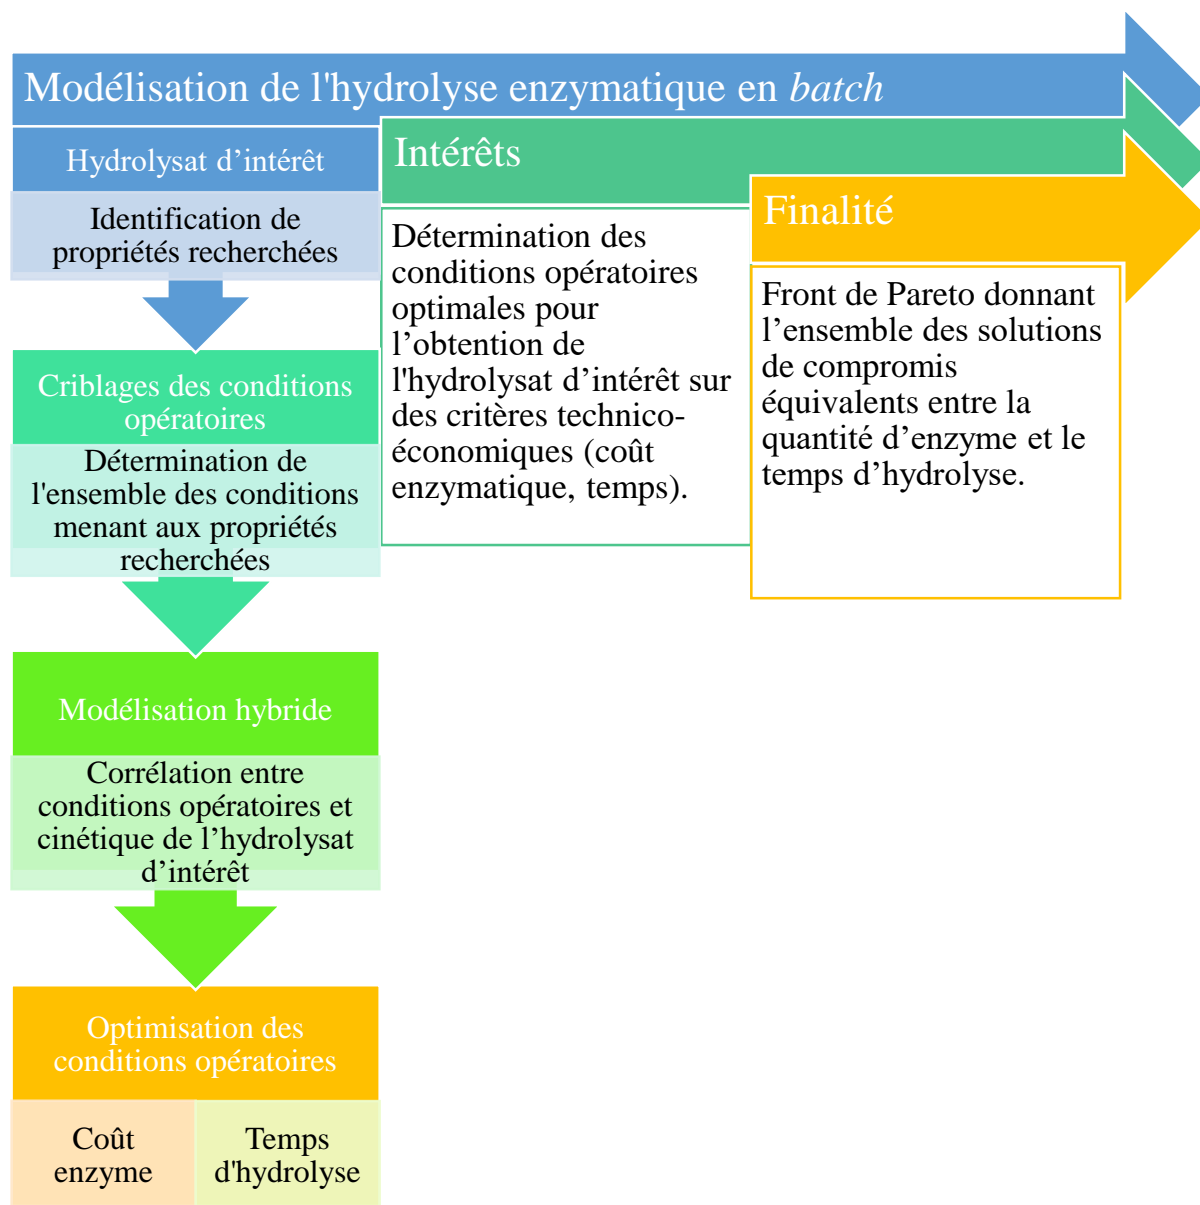 Modélisation de l'hydrolyse enzymatique en batch
Hydrolysat d’intérêt
Identification de
propriétés recherchées
Criblages des conditions
opératoires
Détermination de
l'ensemble des conditions
menant aux propriétés
recherchées
Modélisation hybride
Corrélation entre
conditions opératoires et
cinétique de l’hydrolysat
d’intérêt
Optimisation des
conditions opératoires
Coût
enzyme
Temps
d'hydrolyse
Intérêts
Détermination des
conditions opératoires
optimales pour
l’obtention de
l'hydrolysat d’intérêt sur
des critères technico-
économiques (coût
enzymatique, temps).
Finalité
Front de Pareto donnant
l’ensemble des solutions
de compromis
équivalents entre la
quantité d’enzyme et le
temps d’hydrolyse.